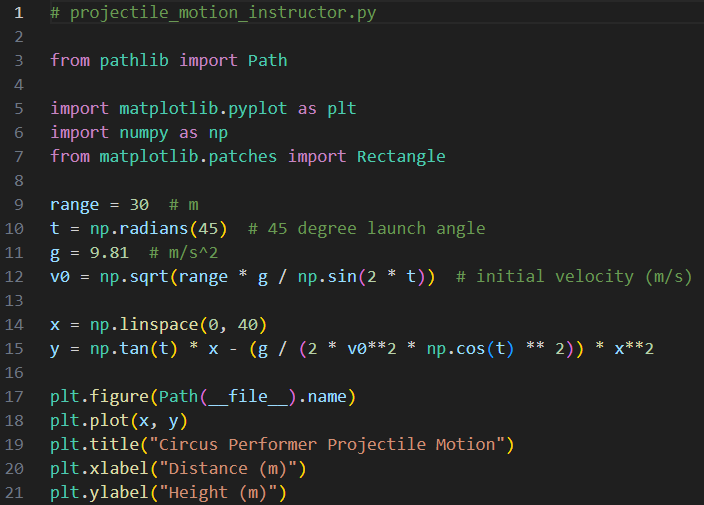 1 # projectile_motion_instructor.py
2
3 from pathlib import Path
4
5 import matplotlib.pyplot as plt
6 import numpy as np
7 from matplotlib.patches import Rectangle
8
9 range = 30  # m
10 t = np.radians(45)  # 45 degree launch angle
11 g = 9.81  # m/s^2
12 v0 = np.sqrt(range * g / np.sin(2 * t))  # initial velocity (m/s)
13
14 x = np.linspace(0, 40)
15 y = np.tan(t) * x - (g / (2 * v0**2 * np.cos(t) ** 2)) * x**2
16
17 plt.figure(Path(__file__).name)
18 plt.plot(x, y)
19 plt.title("Circus Performer Projectile Motion")
20 plt.xlabel("Distance (m)")
21 plt.ylabel("Height (m)")